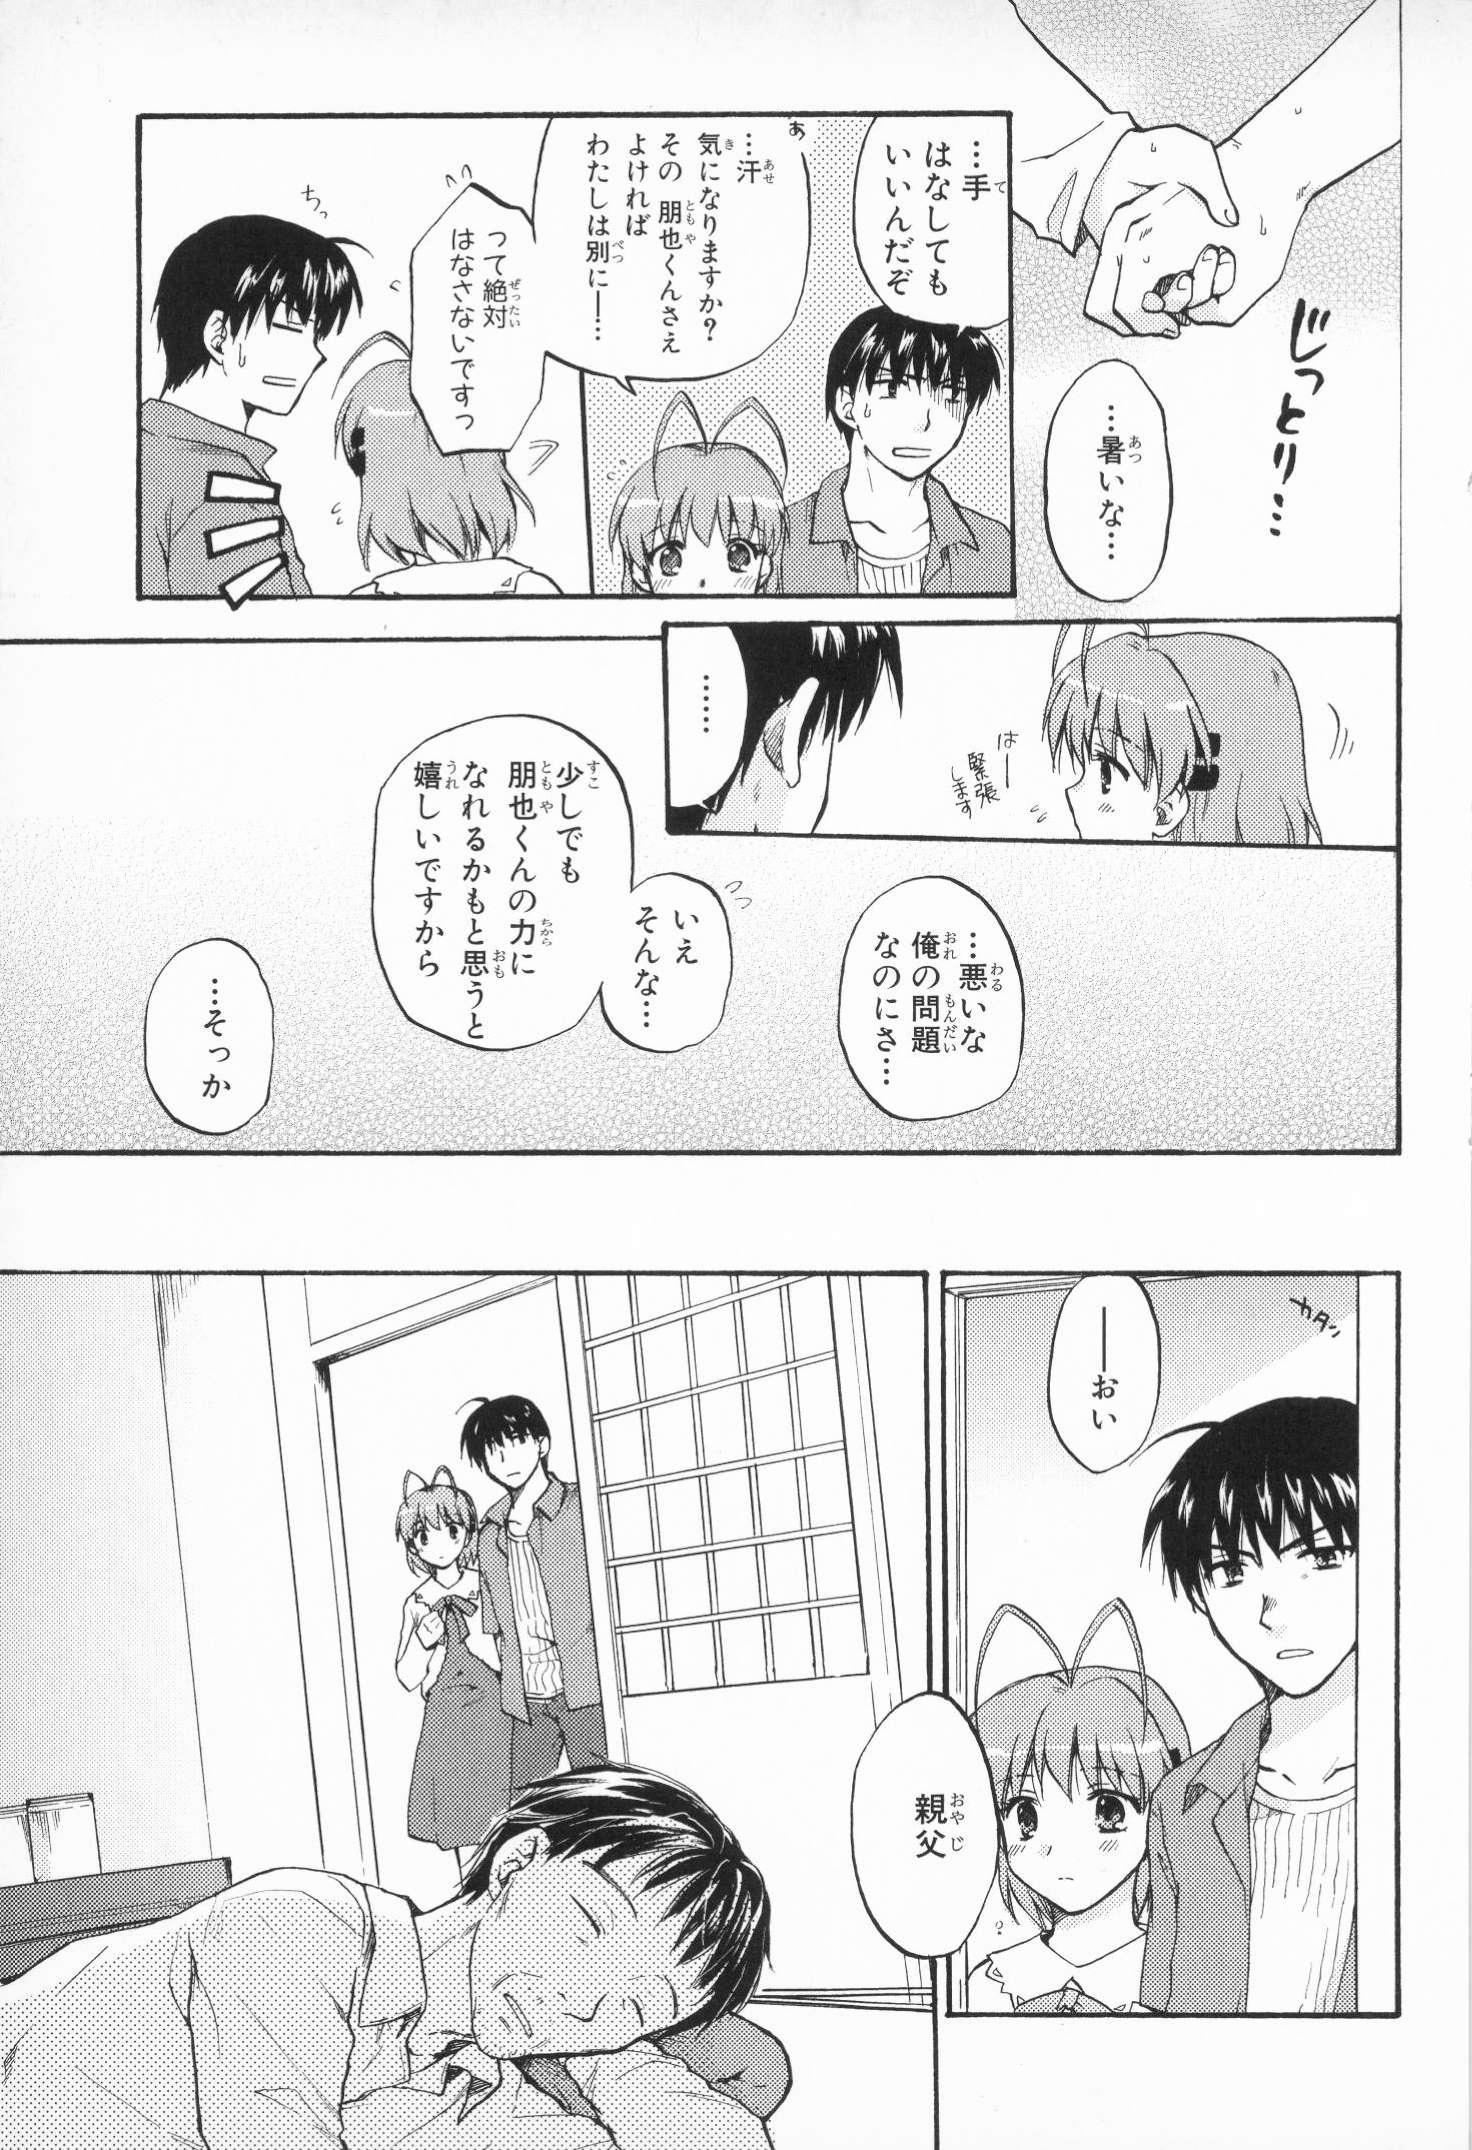 じっとり…
…暑いな…
…手
はなしても
いいんだぞ
あ
…汗
気になりますか?
その 朋也くんさえ
よければ
わたしは別に――…
って絶対
はなさないですっ
ちっ
はー
緊張
します
……
…悪いな
俺の問題
なのにさ…
いえ
そんな…
少しでも
朋也くんの力に
なれるかもと思うと
嬉しいですから
…そっか
カタン
――おい
?
親父